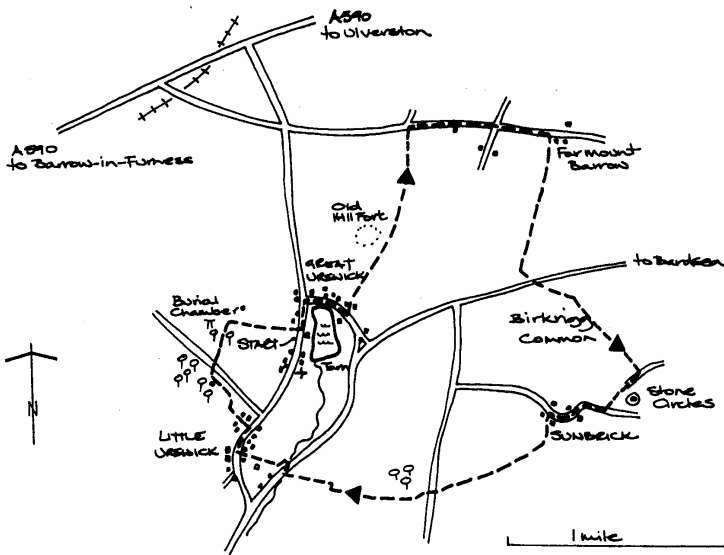 A590
to Ulverston
A590
to Barrow-in-Furness
Farmount
Barrow
Old
Hill Fort
GREAT
URSWICK
to Bardsea
Burial
Chamber
Birkrigg
Common
START
Tarn
N
Stone
Circles
LITTLE
URSWICK
SUNBRICK
1 mile